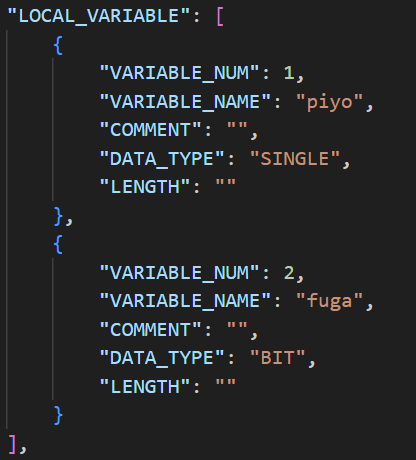 "LOCAL_VARIABLE": [
{
"VARIABLE_NUM": 1,
"VARIABLE_NAME": "piyo",
"COMMENT": "",
"DATA_TYPE": "SINGLE",
"LENGTH": ""
},
{
"VARIABLE_NUM": 2,
"VARIABLE_NAME": "fuga",
"COMMENT": "",
"DATA_TYPE": "BIT",
"LENGTH": ""
}
],